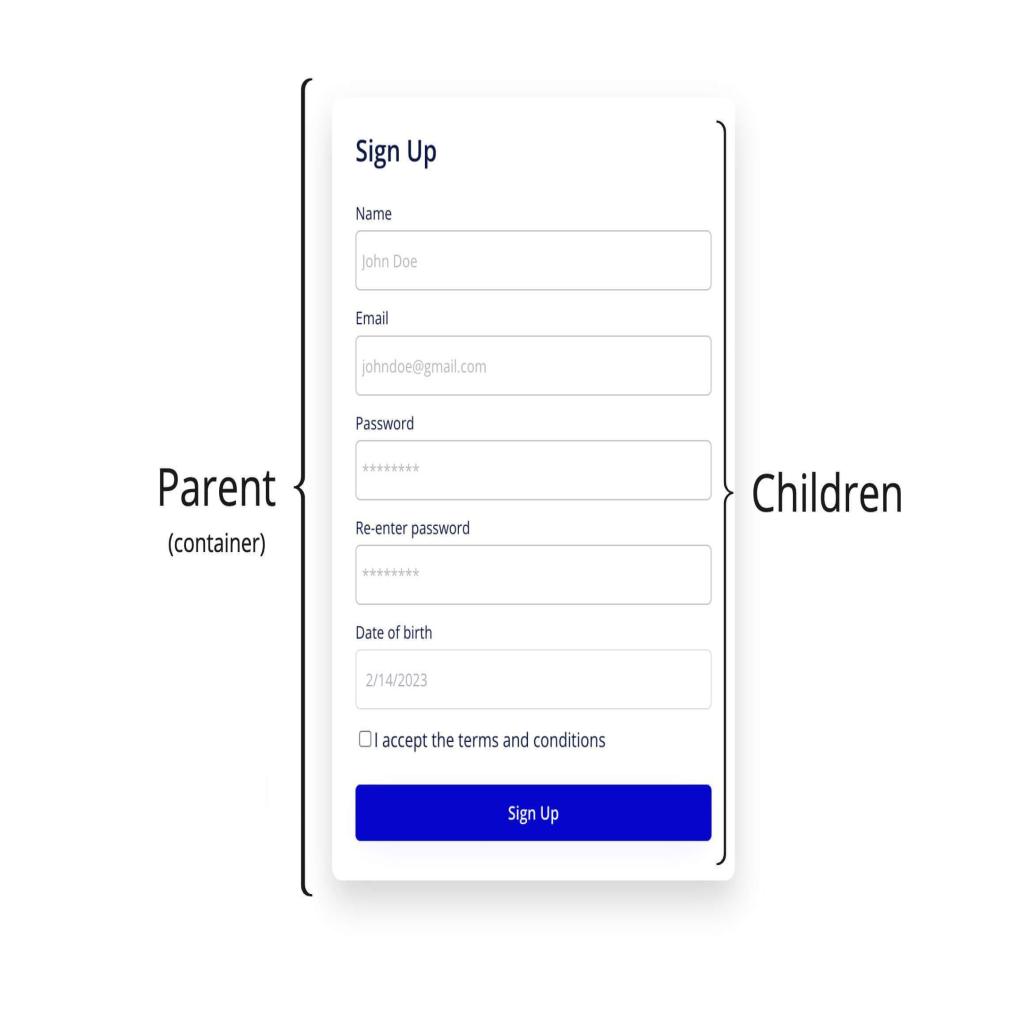 Sign Up
Name
John Doe
Email
johndoe@gmail.com
Password
********
Re-enter password
********
Date of birth
2/14/2023
I accept the terms and conditions
Sign Up
Parent
(container)
Children